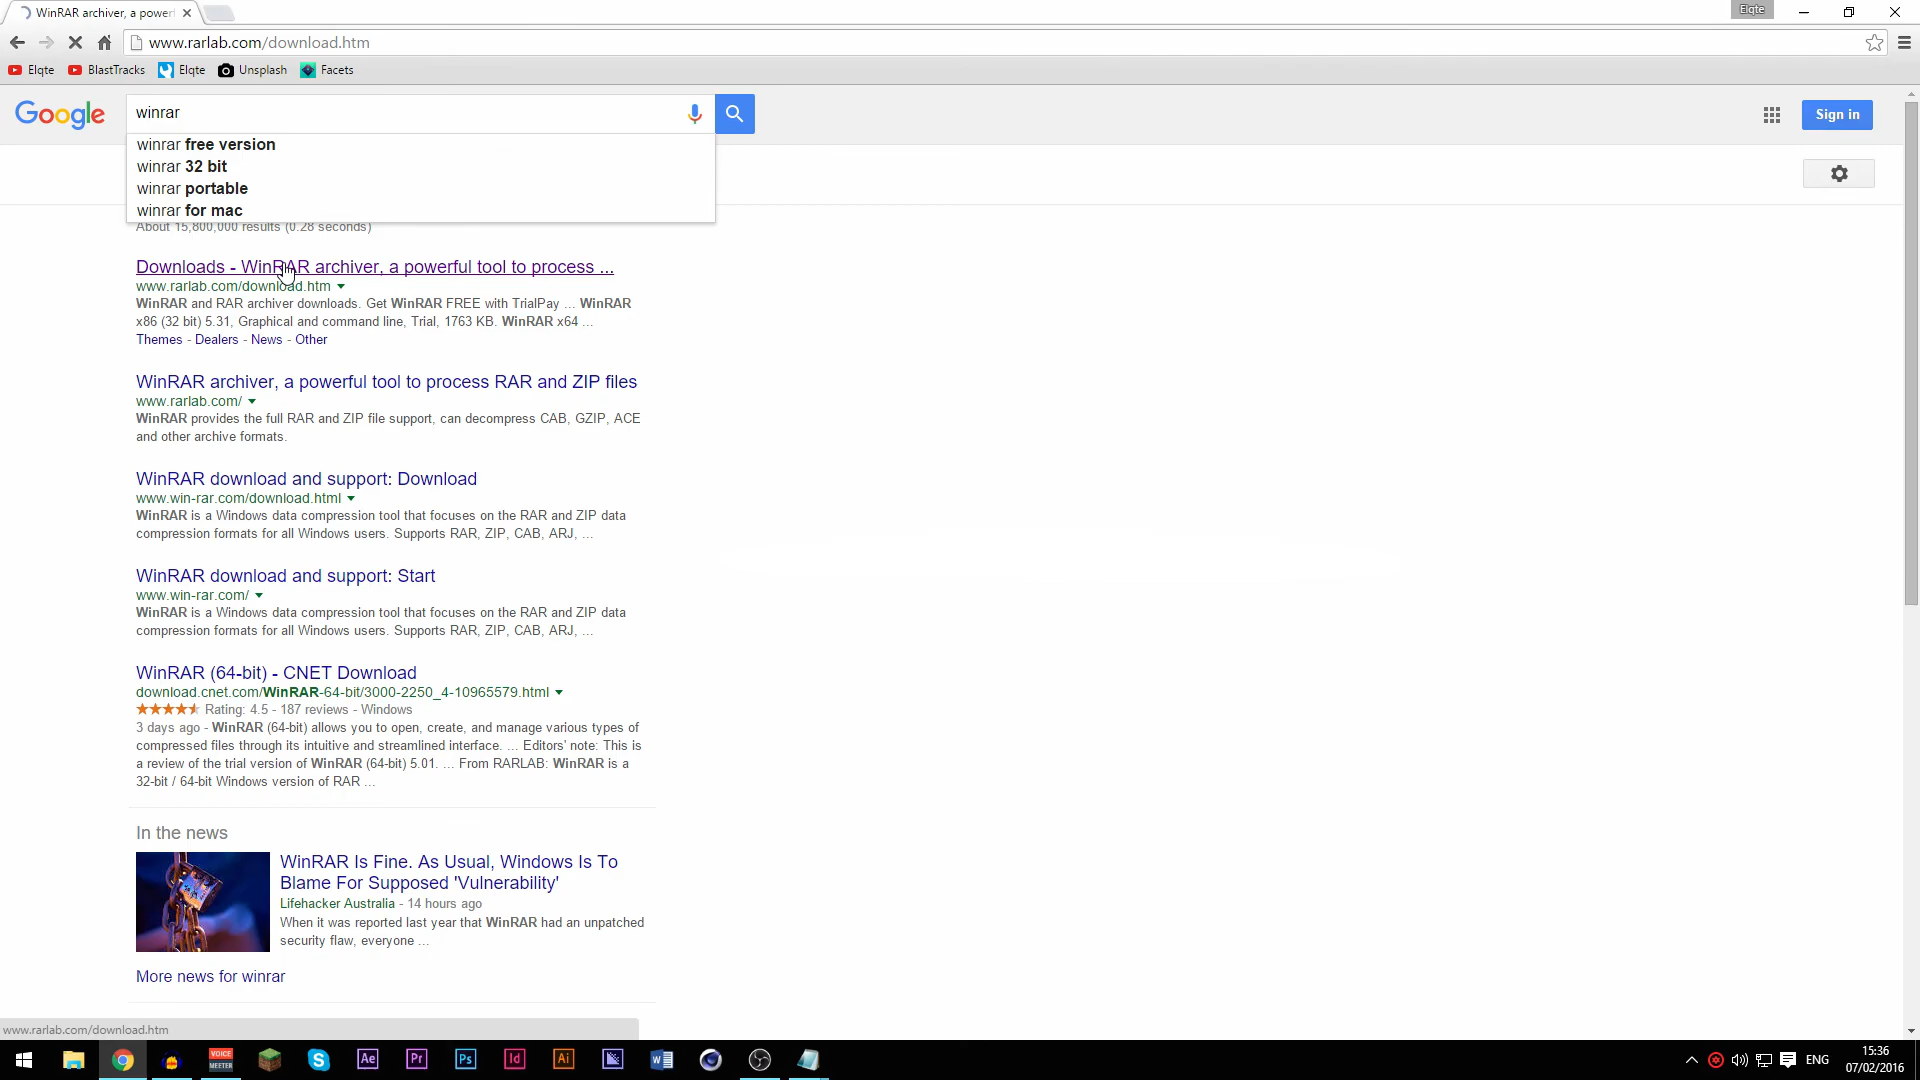 WinRAR archiver, a power
Elqte
www.rarlab.com/download.htm
Elqte BlastTracks Elqte Unsplash Facets
Google
winrar
Sign in
winrar free version
winrar 32 bit
winrar portable
winrar for mac
About 15,800,000 results (0.28 seconds)
Downloads - WinRAR archiver, a powerful tool to process ...
www.rarlab.com/download.htm
WinRAR and RAR archiver downloads. Get WinRAR FREE with TrialPay ... WinRAR
x86 (32 bit) 5.31, Graphical and command line, Trial, 1763 KB. WinRAR x64 ...
Themes - Dealers - News - Other
WinRAR archiver, a powerful tool to process RAR and ZIP files
www.rarlab.com/
WinRAR provides the full RAR and ZIP file support, can decompress CAB, GZIP, ACE
and other archive formats.
WinRAR download and support: Download
www.win-rar.com/download.html
WinRAR is a Windows data compression tool that focuses on the RAR and ZIP data
compression formats for all Windows users. Supports RAR, ZIP, CAB, ARJ, ...
WinRAR download and support: Start
www.win-rar.com/
WinRAR is a Windows data compression tool that focuses on the RAR and ZIP data
compression formats for all Windows users. Supports RAR, ZIP, CAB, ARJ, ...
WinRAR (64-bit) - CNET Download
download.cnet.com/WinRAR-64-bit/3000-2250_4-10965579.html
Rating: 4.5 - 187 reviews - Windows
3 days ago - WinRAR (64-bit) allows you to open, create, and manage various types of
compressed files through its intuitive and streamlined interface. ... Editors' note: This is
a review of the trial version of WinRAR (64-bit) 5.01. ... From RARLAB: WinRAR is a
32-bit / 64-bit Windows version of RAR ...
In the news
WinRAR Is Fine. As Usual, Windows Is To
Blame For Supposed 'Vulnerability'
Lifehacker Australia - 14 hours ago
When it was reported last year that WinRAR had an unpatched
security flaw, everyone ...
More news for winrar
www.rarlab.com/download.htm
VOICE
MEETER
Ae Pr Ps Id Ai
ENG
15:36
07/02/2016